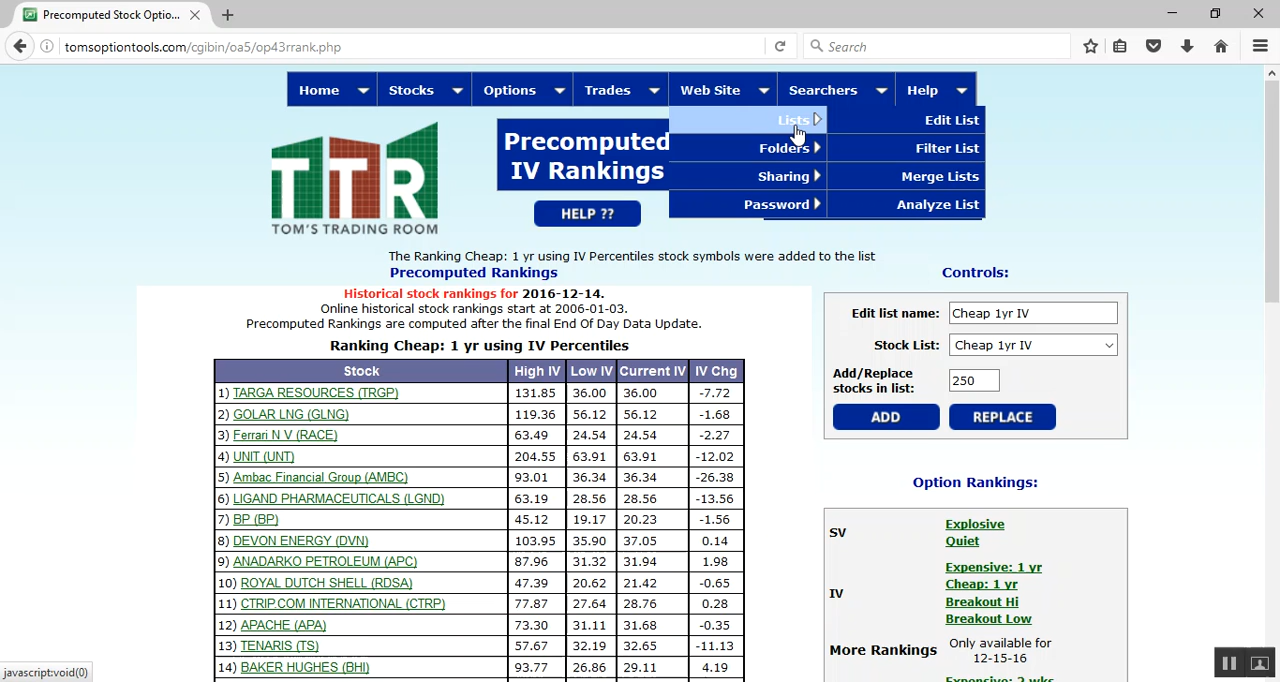 Precomputed Stock Optio...
tomsoptiontools.com/cgibin/oa5/op43rrank.php
Search
Home
Stocks
Options
Trades
Web Site
Searchers
Help
Lists
Edit List
Folders
Filter List
Sharing
Merge Lists
Password
Analyze List
TTR
TOM'S TRADING ROOM
Precomputed
IV Rankings
HELP ??
The Ranking Cheap: 1 yr using IV Percentiles stock symbols were added to the list
Precomputed Rankings
Historical stock rankings for 2016-12-14.
Online historical stock rankings start at 2006-01-03.
Precomputed Rankings are computed after the final End Of Day Data Update.
Ranking Cheap: 1 yr using IV Percentiles
Stock High IV Low IV Current IV IV Chg
1) TARGA RESOURCES (TRGP) 131.85 36.00 36.00 -7.72
2) GOLAR LNG (GLNG) 119.36 56.12 56.12 -1.68
3) Ferrari N V (RACE) 63.49 24.54 24.54 -2.27
4) UNIT (UNT) 204.55 63.91 63.91 -12.02
5) Ambac Financial Group (AMBC) 93.01 36.34 36.34 -26.38
6) LIGAND PHARMACEUTICALS (LGND) 63.19 28.56 28.56 -13.56
7) BP (BP) 45.12 19.17 20.23 -1.56
8) DEVON ENERGY (DVN) 103.95 35.90 37.05 0.14
9) ANADARKO PETROLEUM (APC) 87.96 31.32 31.94 1.98
10) ROYAL DUTCH SHELL (RDSA) 47.39 20.62 21.42 -0.65
11) CTRIP.COM INTERNATIONAL (CTRP) 77.87 27.64 28.76 0.28
12) APACHE (APA) 73.30 31.11 31.68 -0.35
13) TENARIS (TS) 57.67 32.19 32.65 -11.13
14) BAKER HUGHES (BHI) 93.77 26.86 29.11 4.19
Controls:
Edit list name: Cheap 1yr IV
Stock List: Cheap 1yr IV
Add/Replace
stocks in list: 250
ADD
REPLACE
Option Rankings:
SV
Explosive
Quiet
IV
Expensive: 1 yr
Cheap: 1 yr
Breakout Hi
Breakout Low
More Rankings
Only available for
12-15-16
Expensive: 2 wks
javascript:void(0)